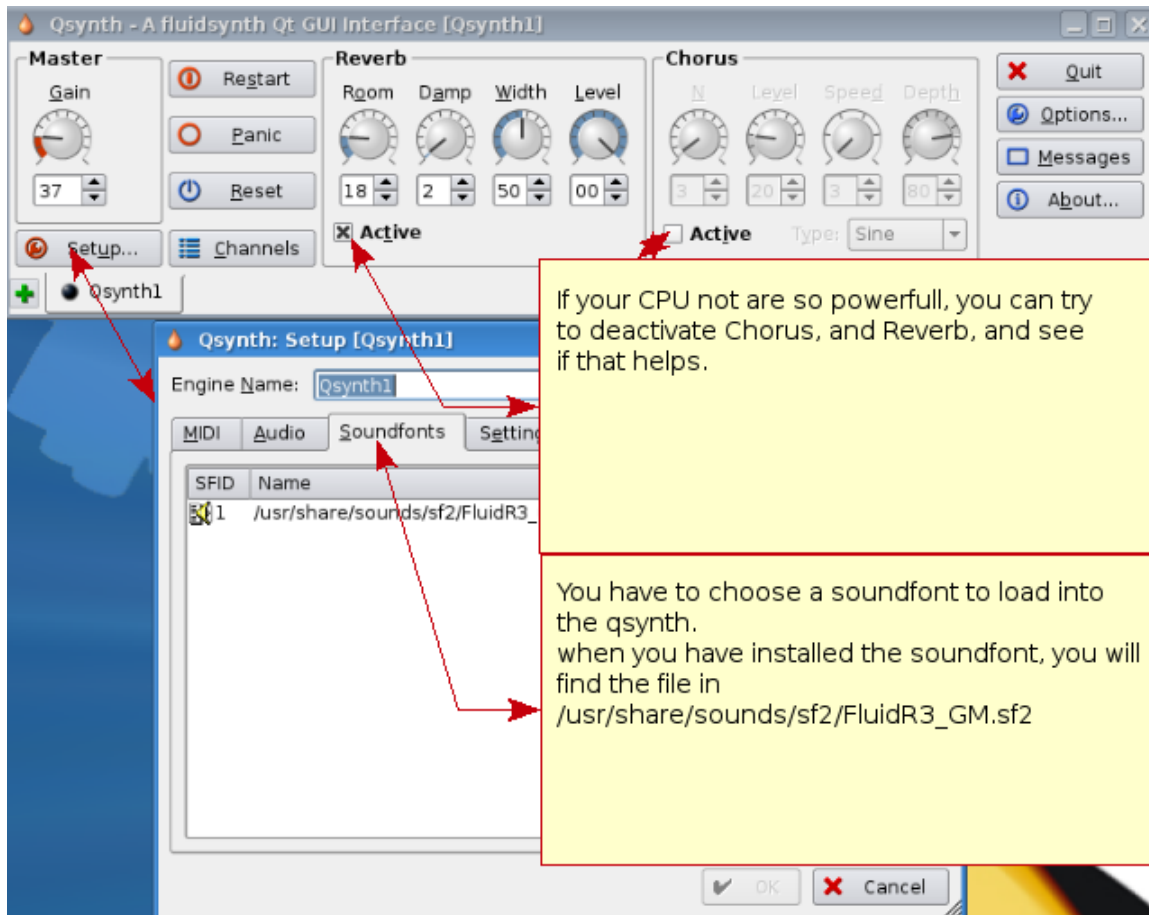 Qsynth - A fluidsynth Qt GUI Interface [Qsynth1]
Master
Gain
37
Setup...
Restart
Panic
Reset
Channels
Reverb
Room Damp Width Level
18 2 50 00
Active
Chorus
N Level Speed Depth
3 20 3 80
Active Type: Sine
Quit
Options...
Messages
About...
Qsynth1
If your CPU not are so powerfull, you can try
to deactivate Chorus, and Reverb, and see
if that helps.
Qsynth: Setup [Qsynth1]
Engine Name: Qsynth1
MIDI Audio Soundfonts Setting
SFID Name
1 /usr/share/sounds/sf2/FluidR3_
You have to choose a soundfont to load into
the qsynth.
when you have installed the soundfont, you will
find the file in
/usr/share/sounds/sf2/FluidR3_GM.sf2
OK Cancel